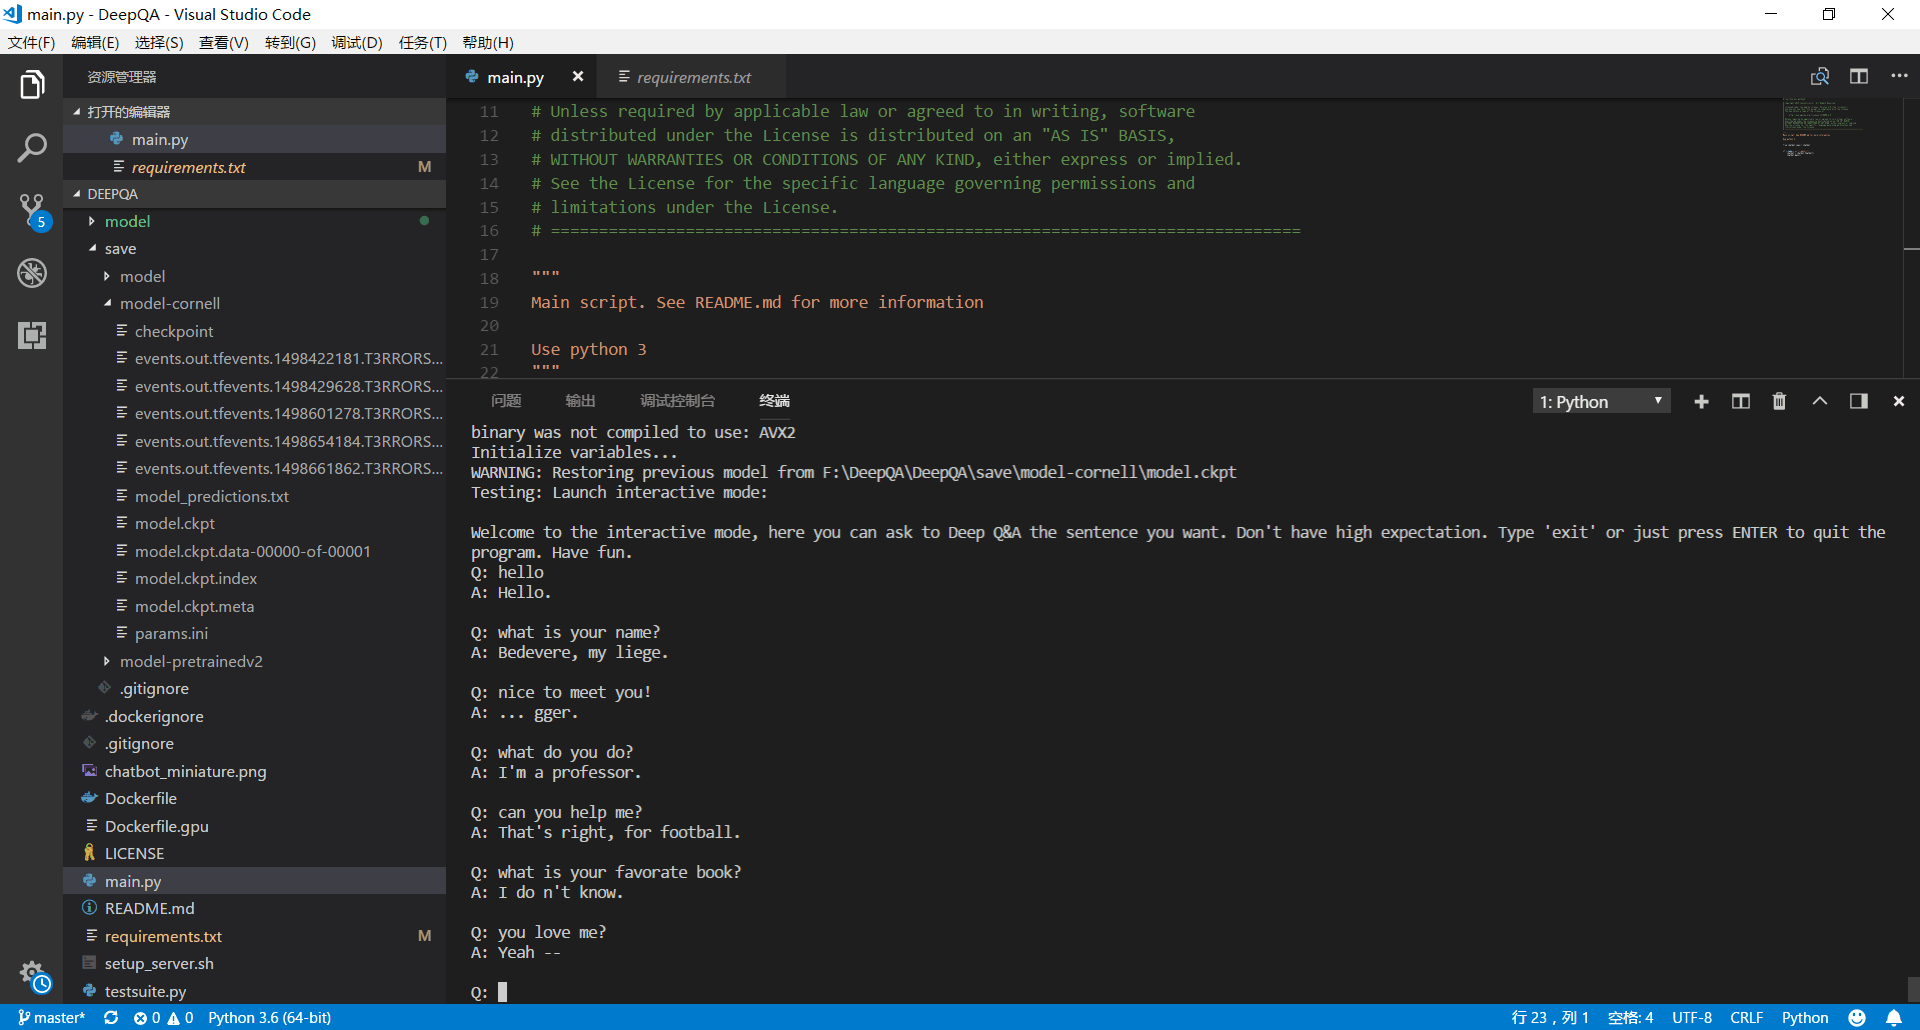 main.py - DeepQA - Visual Studio Code
文件(F) 编辑(E) 选择(S) 查看(V) 转到(G) 调试(D) 任务(T) 帮助(H)
资源管理器
打开的编辑器
main.py
requirements.txt M
DEEPQA
model
save
model
model-cornell
checkpoint
events.out.tfevents.1498422181.T3RRORS...
events.out.tfevents.1498429628.T3RRORS...
events.out.tfevents.1498601278.T3RRORS...
events.out.tfevents.1498654184.T3RRORS...
events.out.tfevents.1498661862.T3RRORS...
model_predictions.txt
model.ckpt
model.ckpt.data-00000-of-00001
model.ckpt.index
model.ckpt.meta
params.ini
model-pretrainedv2
.gitignore
.dockerignore
.gitignore
chatbot_miniature.png
Dockerfile
Dockerfile.gpu
LICENSE
main.py
README.md
requirements.txt M
setup_server.sh
testsuite.py
5
main.py requirements.txt
11 # Unless required by applicable law or agreed to in writing, software
12 # distributed under the License is distributed on an "AS IS" BASIS,
13 # WITHOUT WARRANTIES OR CONDITIONS OF ANY KIND, either express or implied.
14 # See the License for the specific language governing permissions and
15 # limitations under the License.
16 # ==============================================================================
17
18 """
19 Main script. See README.md for more information
20
21 Use python 3
22 """
问题 输出 调试控制台 终端 1: Python
binary was not compiled to use: AVX2
Initialize variables...
WARNING: Restoring previous model from F:\DeepQA\DeepQA\save\model-cornell\model.ckpt
Testing: Launch interactive mode:
Welcome to the interactive mode, here you can ask to Deep Q&A the sentence you want. Don't have high expectation. Type 'exit' or just press ENTER to quit the
program. Have fun.
Q: hello
A: Hello.
Q: what is your name?
A: Bedevere, my liege.
Q: nice to meet you!
A: ... gger.
Q: what do you do?
A: I'm a professor.
Q: can you help me?
A: That's right, for football.
Q: what is your favorate book?
A: I do n't know.
Q: you love me?
A: Yeah --
Q:
master* 0 0 Python 3.6 (64-bit) 行 23，列 1 空格: 4 UTF-8 CRLF Python